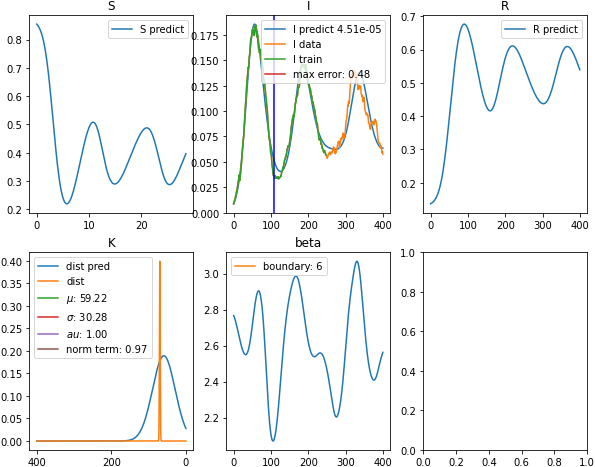 S
I
R
0.8
0.7
0.6
0.5
0.4
0.3
0.2
0 10 20
S predict
0.175
0.150
0.125
0.100
0.075
0.050
0.025
0.000
0 100 200 300 400
I predict 4.51e-05
I data
I train
max error: 0.48
0.7
0.6
0.5
0.4
0.3
0.2
0 100 200 300 400
R predict
K
beta
0.40
0.35
0.30
0.25
0.20
0.15
0.10
0.05
0.00
400 200 0
dist pred
dist
μ: 59.22
σ: 30.28
au: 1.00
norm term: 0.97
3.0
2.8
2.6
2.4
2.2
0 100 200 300 400
boundary: 6
1.0
0.8
0.6
0.4
0.2
0.0
0.0 0.2 0.4 0.6 0.8 1.0